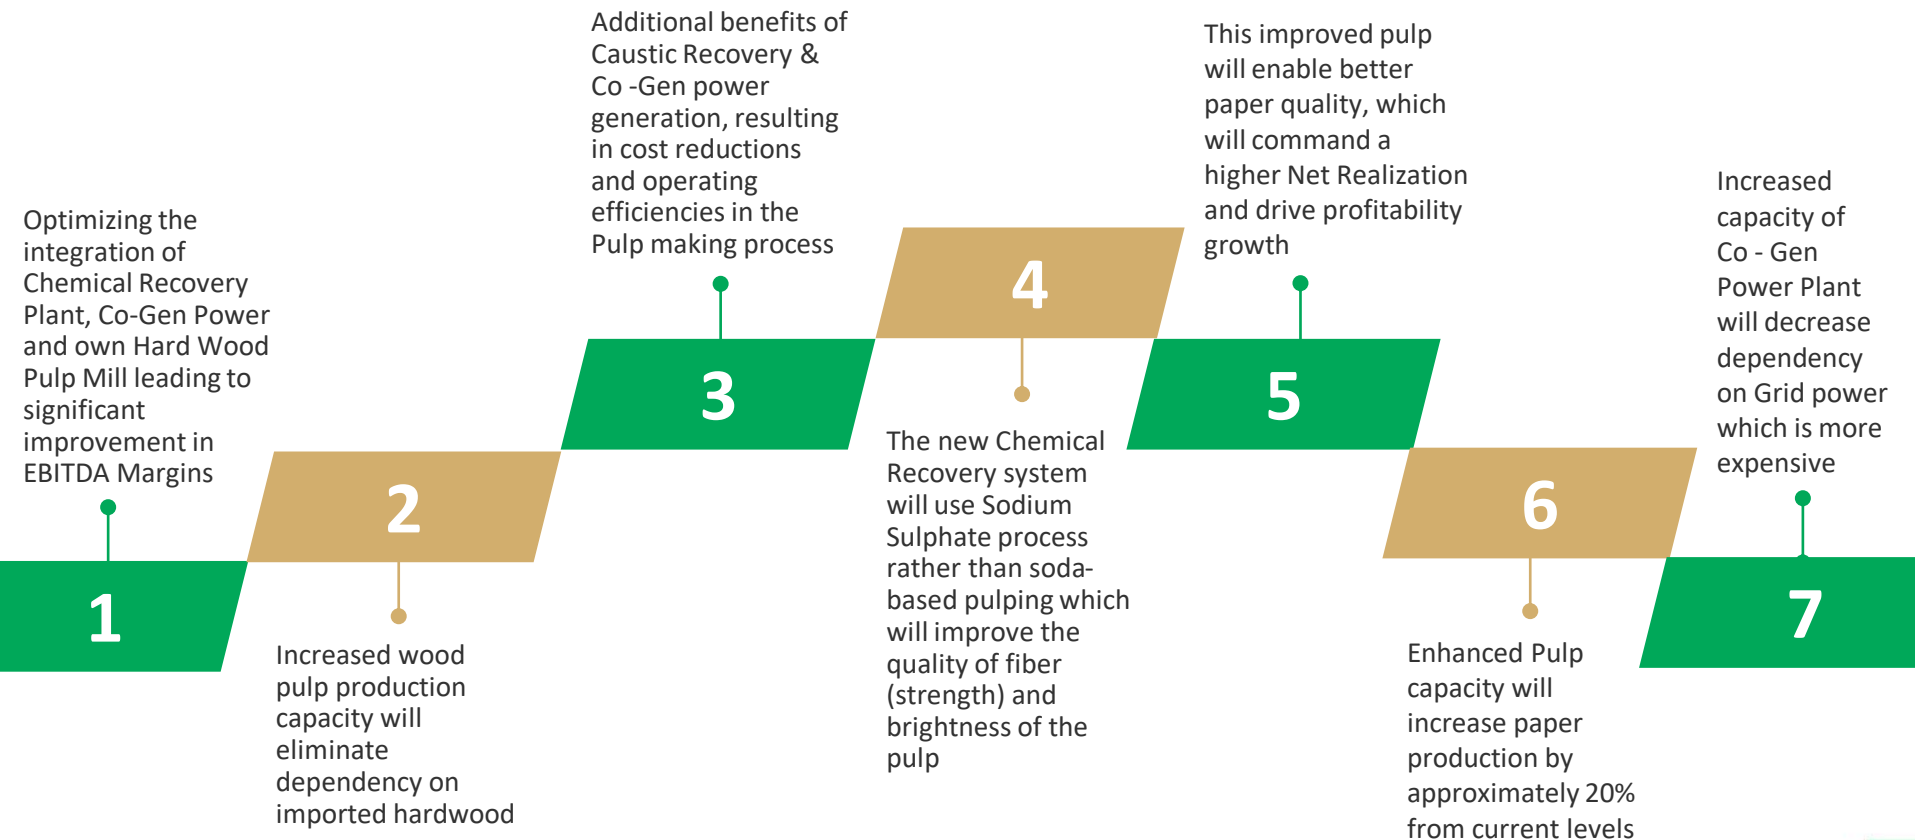 Optimizing the
integration of
Chemical Recovery
Plant, Co-Gen Power
and own Hard Wood
Pulp Mill leading to
significant
improvement in
EBITDA Margins
1
2
Increased wood
pulp production
capacity will
eliminate
dependency on
imported hardwood
Additional benefits of
Caustic Recovery &
Co -Gen power
generation, resulting
in cost reductions
and operating
efficiencies in the
Pulp making process
3
4
The new Chemical
Recovery system
will use Sodium
Sulphate process
rather than soda-
based pulping which
will improve the
quality of fiber
(strength) and
brightness of the
pulp
This improved pulp
will enable better
paper quality, which
will command a
higher Net Realization
and drive profitability
growth
5
6
Enhanced Pulp
capacity will
increase paper
production by
approximately 20%
from current levels
Increased
capacity of
Co - Gen
Power Plant
will decrease
dependency
on Grid power
which is more
expensive
7